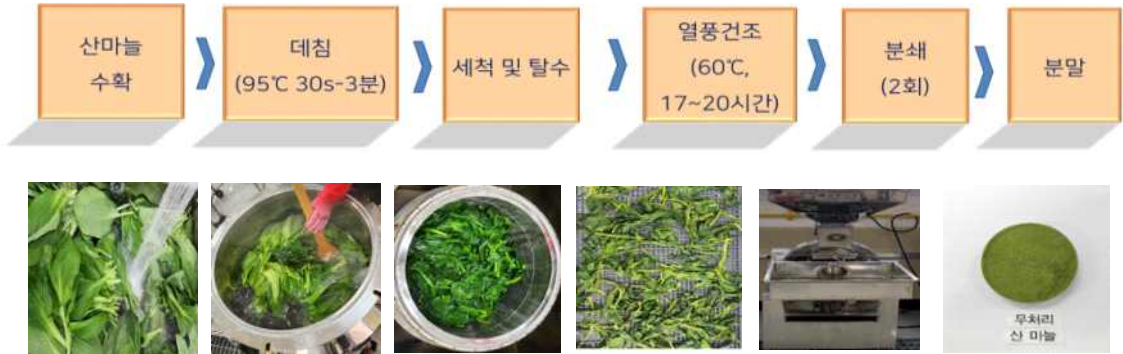 산마늘
수확
데침
(95℃ 30s-3분)
세척 및 탈수
열풍건조
(60℃,
17~20시간)
분쇄
(2회)
분말
무처리
산 마늘